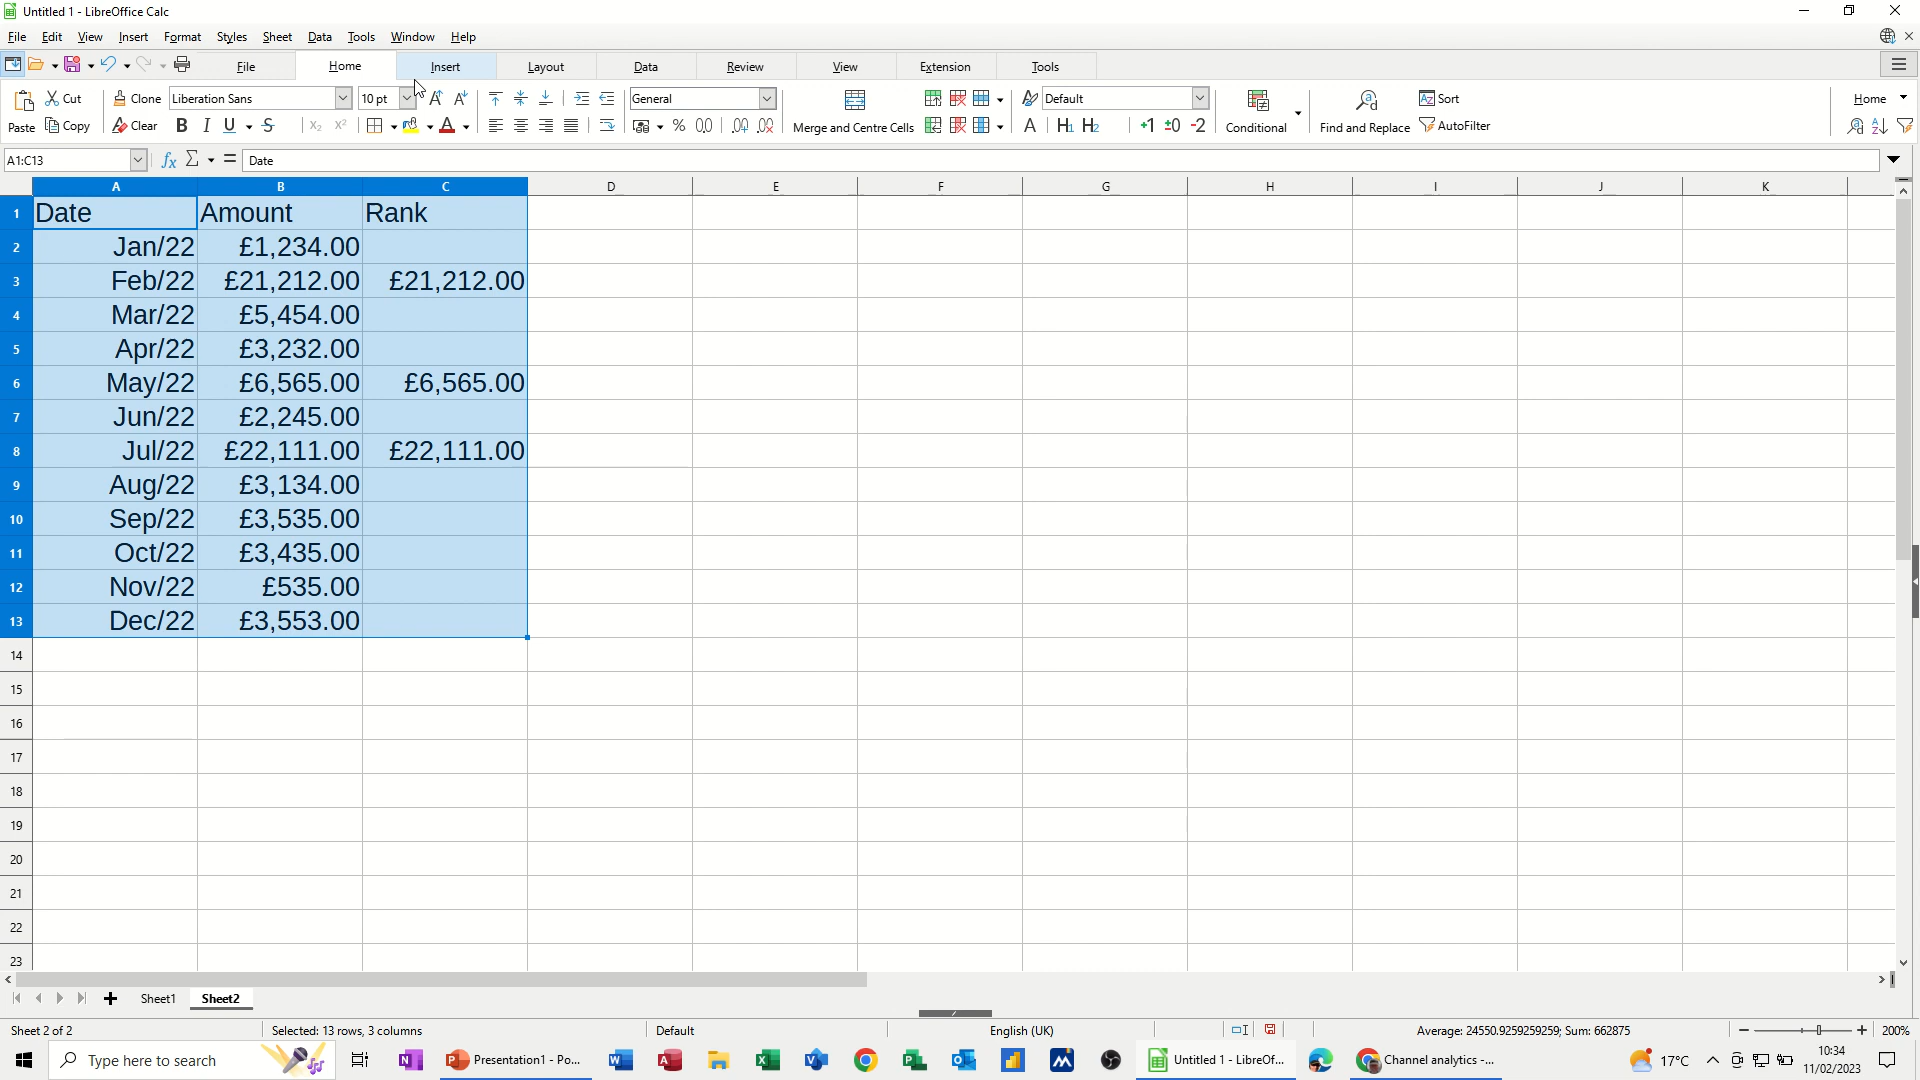 Untitled 1 - LibreOffice Calc
File Edit View Insert Format Styles Sheet Data Tools Window Help
File Home Insert Layout Data Review View Extension Tools
Cut Clone Liberation Sans 10 pt General Default Sort Home
Paste Copy Clear Merge and Centre Cells Conditional Find and Replace AutoFilter
A1:C13 Date
A B C D E F G H I J K
1 Date Amount Rank
2 Jan/22 £1,234.00
3 Feb/22 £21,212.00 £21,212.00
4 Mar/22 £5,454.00
5 Apr/22 £3,232.00
6 May/22 £6,565.00 £6,565.00
7 Jun/22 £2,245.00
8 Jul/22 £22,111.00 £22,111.00
9 Aug/22 £3,134.00
10 Sep/22 £3,535.00
11 Oct/22 £3,435.00
12 Nov/22 £535.00
13 Dec/22 £3,553.00
14
15
16
17
18
19
20
21
22
23
Sheet1 Sheet2
Sheet 2 of 2 Selected: 13 rows, 3 columns Default English (UK) Average: 24550.9259259259; Sum: 662875 200%
Type here to search Presentation1 - Po... Untitled 1 - LibreOf... Channel analytics -... 17°C 10:34
11/02/2023